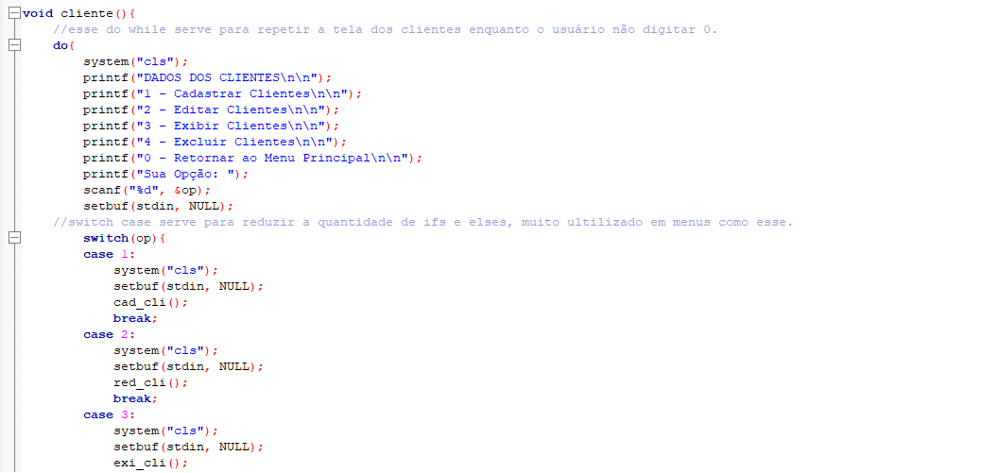 void cliente(){
//esse do while serve para repetir a tela dos clientes enquanto o usuário não digitar 0.
do{
system("cls");
printf("DADOS DOS CLIENTES\n\n");
printf("1 - Cadastrar Clientes\n\n");
printf("2 - Editar Clientes\n\n");
printf("3 - Exibir Clientes\n\n");
printf("4 - Excluir Clientes\n\n");
printf("0 - Retornar ao Menu Principal\n\n");
printf("Sua Opção: ");
scanf("%d", &op);
setbuf(stdin, NULL);
//switch case serve para reduzir a quantidade de ifs e elses, muito ultilizado em menus como esse.
switch(op){
case 1:
system("cls");
setbuf(stdin, NULL);
cad_cli();
break;
case 2:
system("cls");
setbuf(stdin, NULL);
red_cli();
break;
case 3:
system("cls");
setbuf(stdin, NULL);
exi_cli();